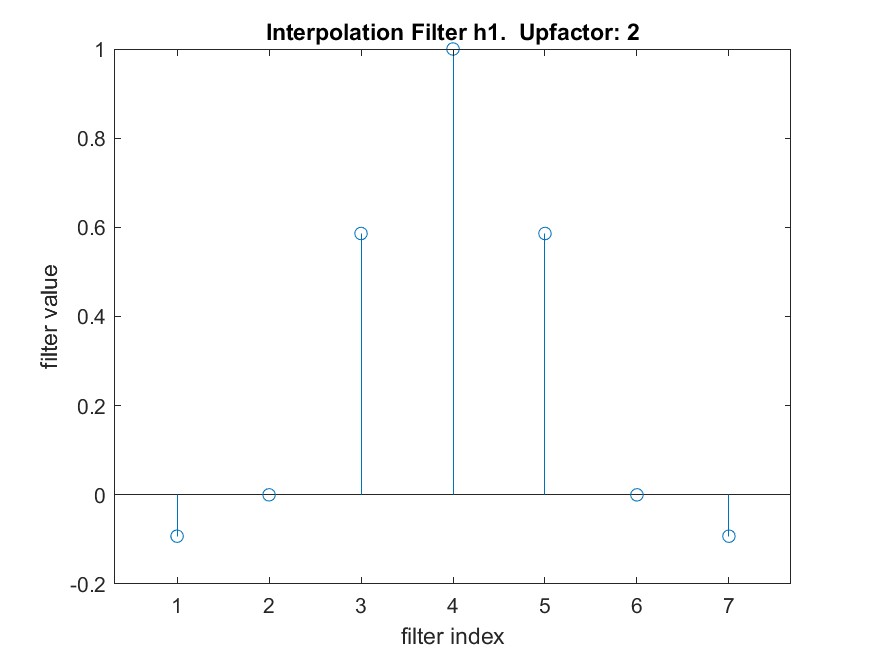 Interpolation Filter h1.  Upfactor: 2
1
0.8
0.6
0.4
0.2
0
-0.2
filter value
1 2 3 4 5 6 7
filter index